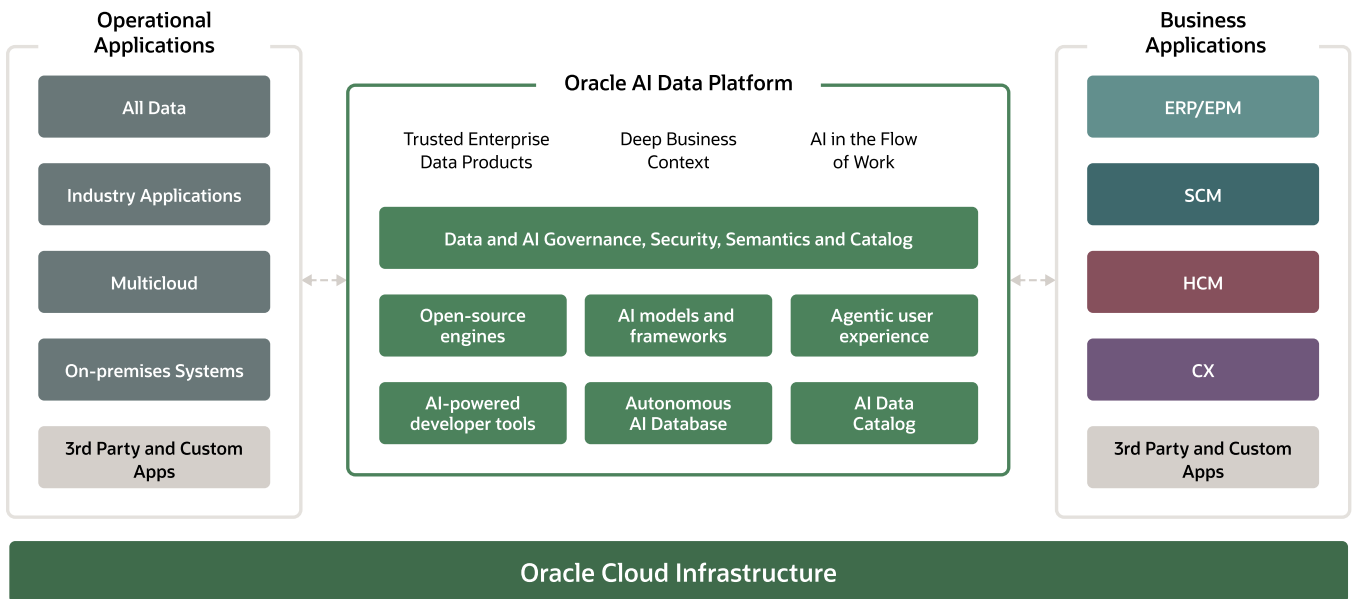 Operational
Applications
All Data
Industry Applications
Multicloud
On-premises Systems
3rd Party and Custom
Apps
Oracle AI Data Platform
Trusted Enterprise
Data Products
Deep Business
Context
AI in the Flow
of Work
Data and AI Governance, Security, Semantics and Catalog
Open-source
engines
AI models and
frameworks
Agentic user
experience
AI-powered
developer tools
Autonomous
AI Database
AI Data
Catalog
Business
Applications
ERP/EPM
SCM
HCM
CX
3rd Party and Custom
Apps
Oracle Cloud Infrastructure